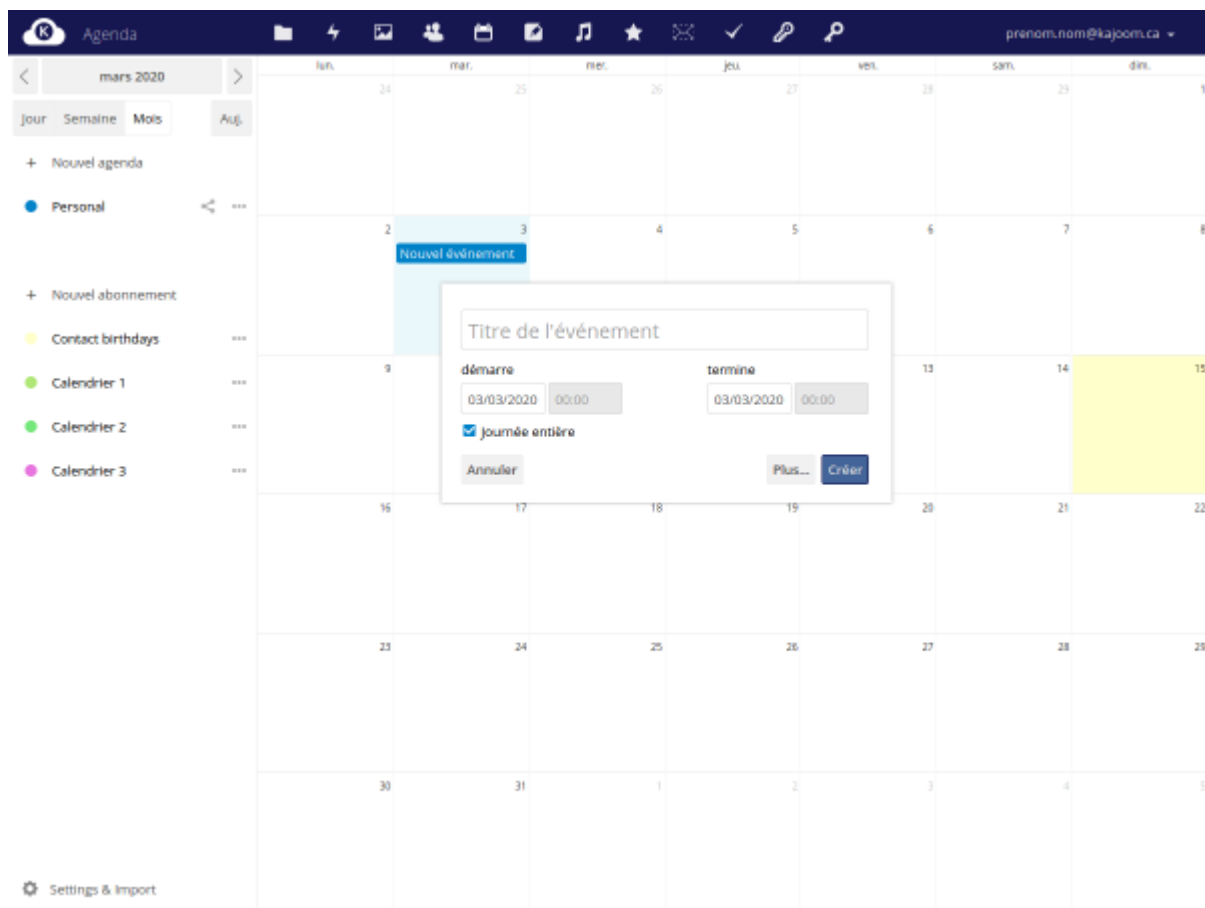 K Agenda prenom.nom@kajoom.ca
mars 2020
lun. mar. mer. jeu. ven. sam. dim.
24 25 26 27 28 29 1
Jour Semaine Mois Auj.
+ Nouvel agenda
Personal
2 3 4 5 6 7 8
Nouvel événement
+ Nouvel abonnement
Titre de l'événement
Contact birthdays
9 13 14 15
démarre termine
Calendrier 1
03/03/2020 00:00 03/03/2020 00:00
Calendrier 2
Journée entière
Calendrier 3
Annuler Plus... Créer
16 17 18 19 20 21 22
23 24 25 26 27 28 29
30 31 1 2 3 4 5
Settings & Import